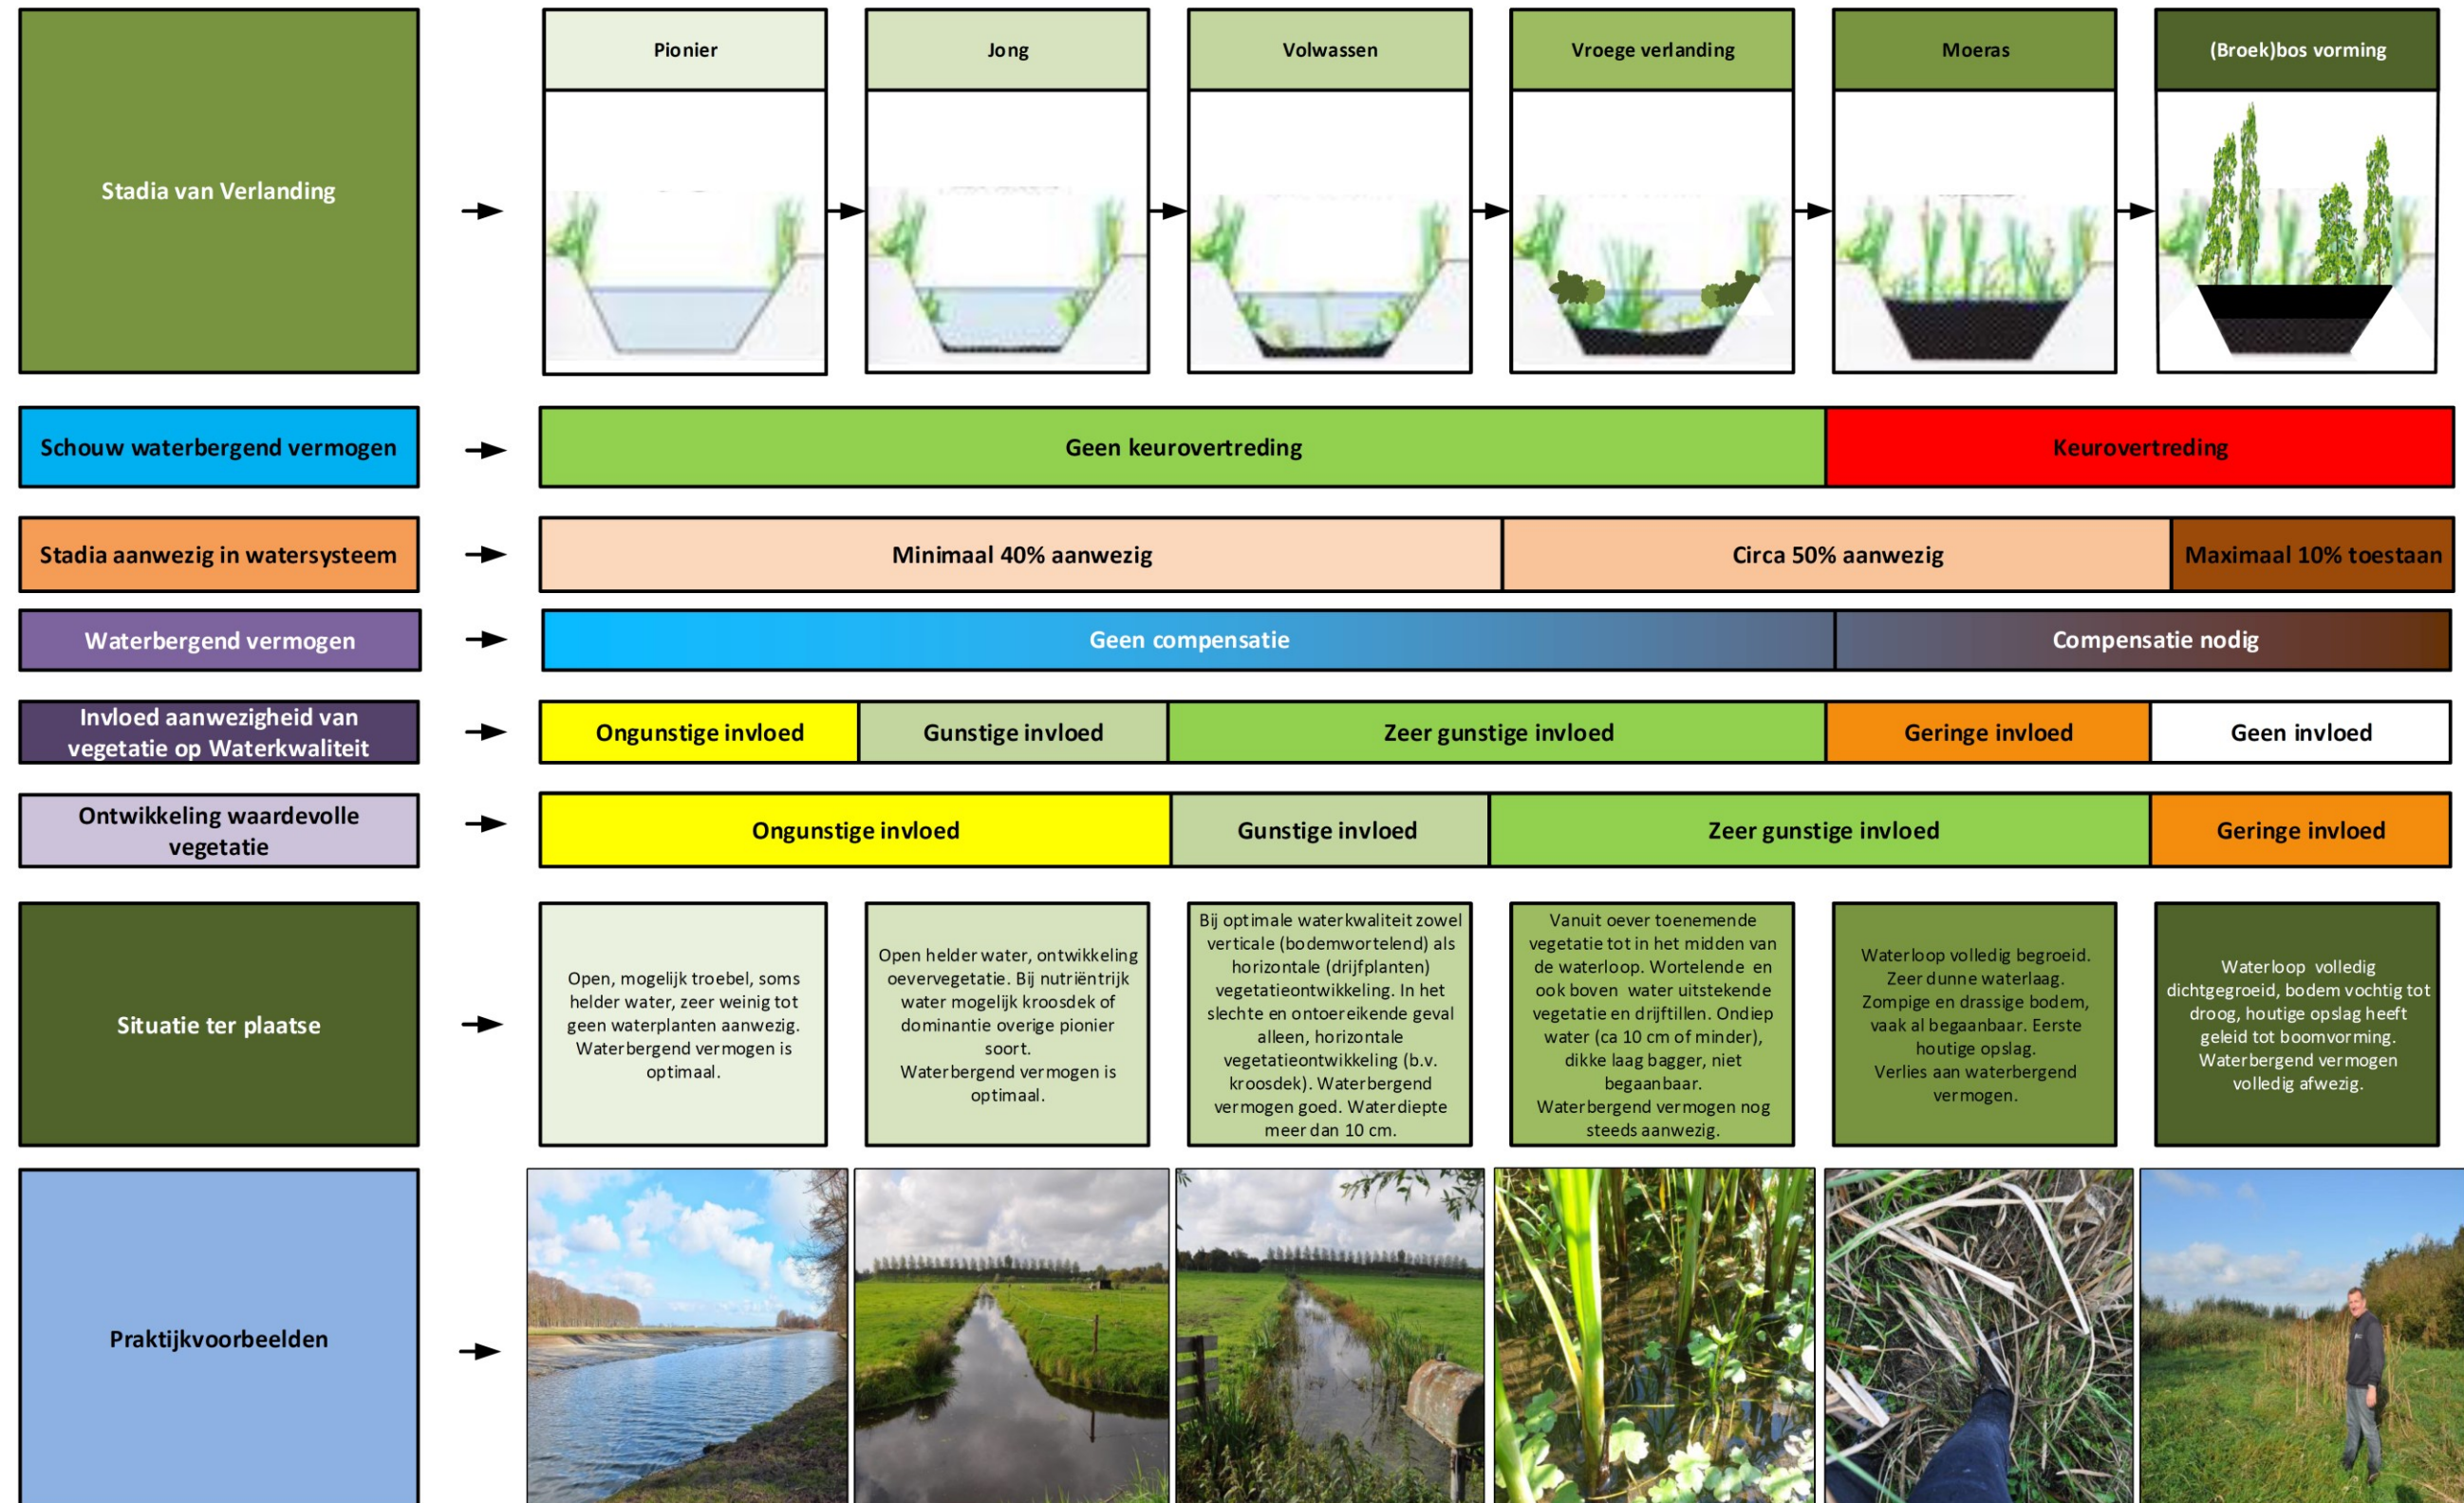 Stadia van Verlanding
Pionier
Jong
Volwassen
Vroege verlanding
Moeras
(Broek)bos vorming
Schouw waterbergend vermogen
Geen keurovertreding
Keurovertreding
Stadia aanwezig in watersysteem
Minimaal 40% aanwezig
Circa 50% aanwezig
Maximaal 10% toestaan
Waterbergend vermogen
Geen compensatie
Compensatie nodig
Invloed aanwezigheid van
vegetatie op Waterkwaliteit
Ongunstige invloed
Gunstige invloed
Zeer gunstige invloed
Geringe invloed
Geen invloed
Ontwikkeling waardevolle
vegetatie
Ongunstige invloed
Gunstige invloed
Zeer gunstige invloed
Geringe invloed
Situatie ter plaatse
Open, mogelijk troebel, soms
helder water, zeer weinig tot
geen waterplanten aanwezig.
Waterbergend vermogen is
optimaal.
Open helder water, ontwikkeling
oevervegetatie. Bij nutriëntrijk
water mogelijk kroosdek of
dominantie overige pionier
soort.
Waterbergend vermogen is
optimaal.
Bij optimale waterkwaliteit zowel
verticale (bodemwortelend) als
horizontale (drijfplanten)
vegetatieontwikkeling. In het
slechte en ontoereikende geval
alleen, horizontale
vegetatieontwikkeling (b.v.
kroosdek). Waterbergend
vermogen goed. Waterdiepte
meer dan 10 cm.
Vanuit oever toenemende
vegetatie tot in het midden van
de waterloop. Wortelende en
ook boven water uitstekende
vegetatie en drijftillen. Ondiep
water (ca 10 cm of minder),
dikke laag bagger, niet
begaanbaar.
Waterbergend vermogen nog
steeds aanwezig.
Waterloop volledig begroeid.
Zeer dunne waterlaag.
Zompige en drassige bodem,
vaak al begaanbaar. Eerste
houtige opslag.
Verlies aan waterbergend
vermogen.
Waterloop volledig
dichtgegroeid, bodem vochtig tot
droog, houtige opslag heeft
geleid tot boomvorming.
Waterbergend vermogen
volledig afwezig.
Praktijkvoorbeelden